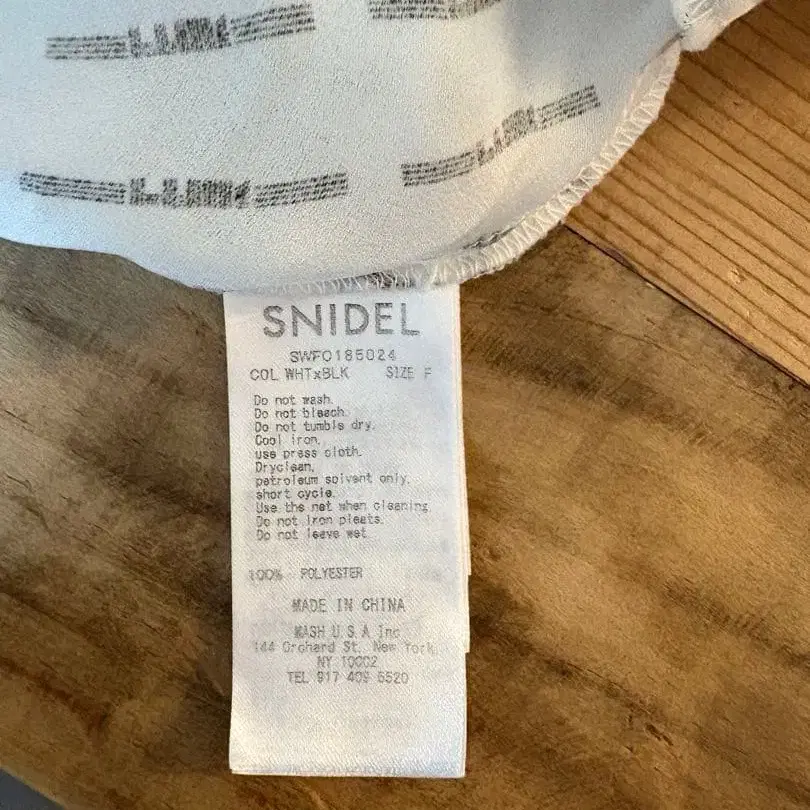 SNIDEL
SWFO185024
COL WHTxBLK SIZE F
Do not wash.
Do not bleach.
Do not tumble dry.
Cool iron.
use press cloth.
Dryclean,
petroleum solvent only,
short cycle.
Use the net when cleaning
Do not iron pleats.
Do not leave wet
100% POLYESTER
MADE IN CHINA
MASH U.S.A Inc
144 Orchard St, New York,
NY 10002
TEL 917 409 5520